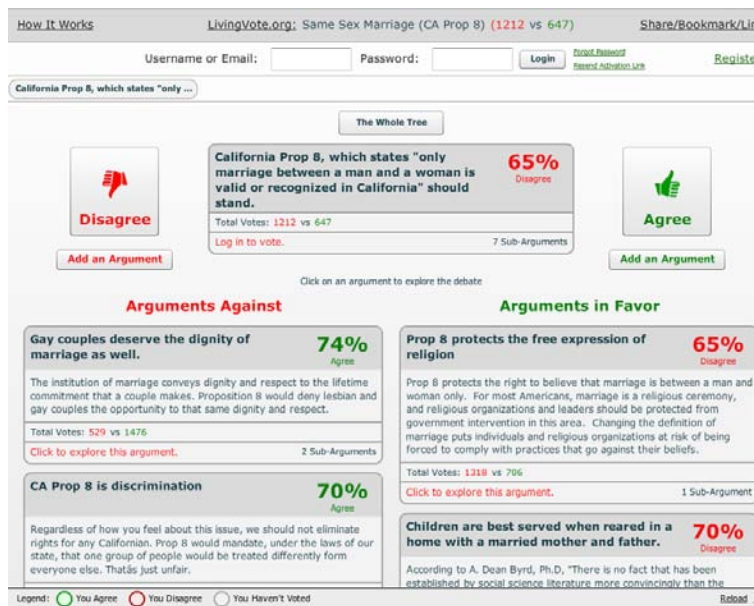 How It Works
LivingVote.org: Same Sex Marriage (CA Prop 8) (1212 vs 647)
Share/Bookmark/Lin
Username or Email:
Password:
Login
Forgot Password
Resend Activation Link
Registe
California Prop 8, which states "only ...
The Whole Tree
Disagree
Add an Argument
California Prop 8, which states "only
marriage between a man and a woman is
valid or recognized in California" should
stand.
65%
Disagree
Total Votes: 1212 vs 647
Log in to vote.
7 Sub-Arguments
Agree
Add an Argument
Click on an argument to explore the debate
Arguments Against
Gay couples deserve the dignity of
marriage as well.
74%
Agree
The institution of marriage conveys dignity and respect to the lifetime
commitment that a couple makes. Proposition 8 would deny lesbian and
gay couples the opportunity to that same dignity and respect.
Total Votes: 529 vs 1476
Click to explore this argument.
2 Sub-Arguments
CA Prop 8 is discrimination
70%
Agree
Regardless of how you feel about this issue, we should not eliminate
rights for any Californian. Prop 8 would mandate, under the laws of our
state, that one group of people would be treated differently form
everyone else. Thatâs just unfair.
Arguments in Favor
Prop 8 protects the free expression of
religion
65%
Disagree
Prop 8 protects the right to believe that marriage is between a man and
woman only. For most Americans, marriage is a religious ceremony,
and religious organizations and leaders should be protected from
government intervention in this area. Changing the definition of
marriage puts individuals and religious organizations at risk of being
forced to comply with practices that go against their beliefs.
Total Votes: 1318 vs 706
Click to explore this argument.
1 Sub-Argument
Children are best served when reared in a
home with a married mother and father.
70%
Disagree
According to A. Dean Byrd, Ph.D, "There is no fact that has been
established by social science literature more convincingly than the
Legend: You Agree You Disagree You Haven't Voted
Reload